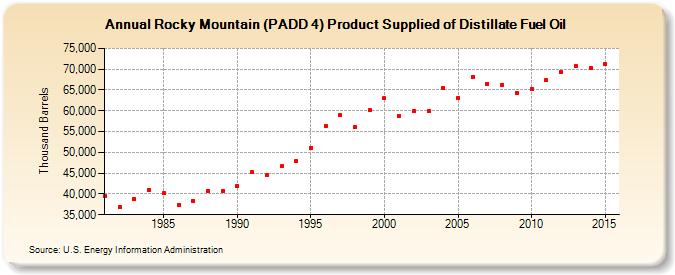 Annual Rocky Mountain (PADD 4) Product Supplied of Distillate Fuel Oil
Thousand Barrels
75,000
70,000
65,000
60,000
55,000
50,000
45,000
40,000
35,000
1985 1990 1995 2000 2005 2010 2015
Source: U.S. Energy Information Administration